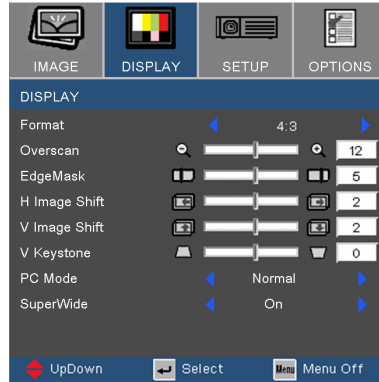 IMAGE DISPLAY SETUP OPTIONS
DISPLAY
Format 4:3
Overscan 12
EdgeMask 5
H Image Shift 2
V Image Shift 2
V Keystone 0
PC Mode Normal
SuperWide On
UpDown Select Menu Menu Off